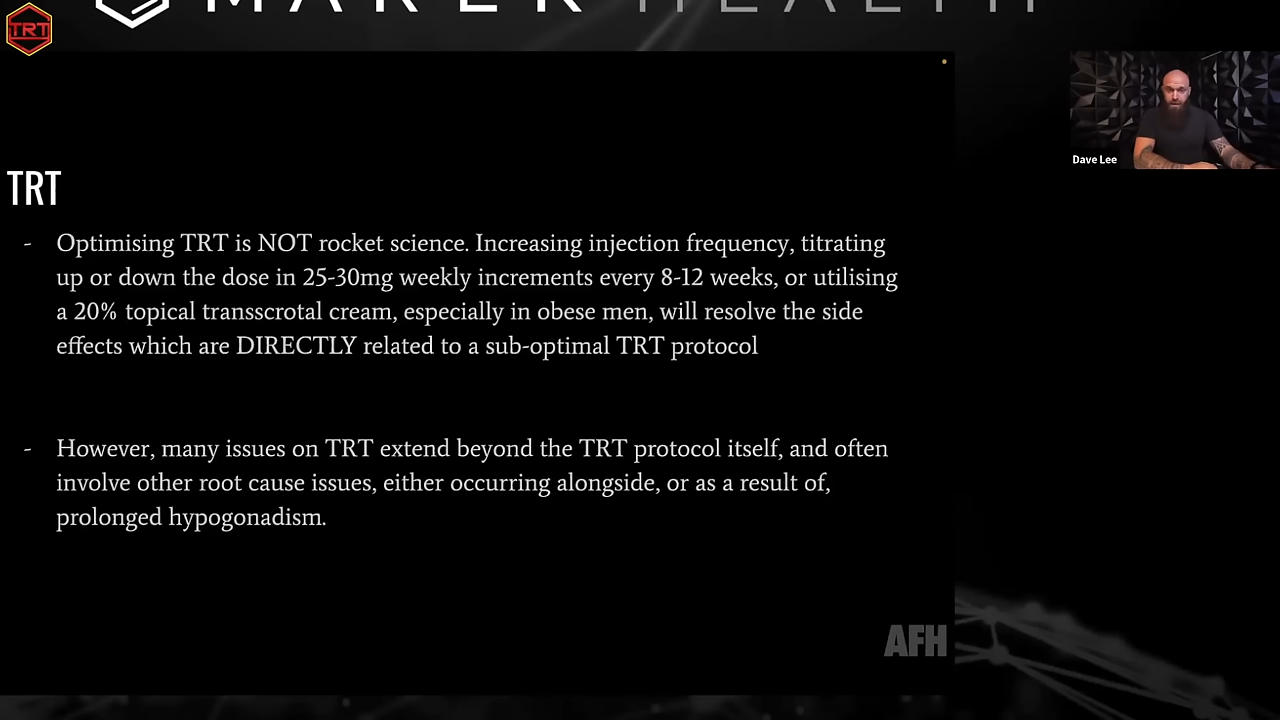 TRT
Dave Lee
TRT
- Optimising TRT is NOT rocket science. Increasing injection frequency, titrating
up or down the dose in 25-30mg weekly increments every 8-12 weeks, or utilising
a 20% topical transscrotal cream, especially in obese men, will resolve the side
effects which are DIRECTLY related to a sub-optimal TRT protocol
- However, many issues on TRT extend beyond the TRT protocol itself, and often
involve other root cause issues, either occurring alongside, or as a result of,
prolonged hypogonadism.
AFH